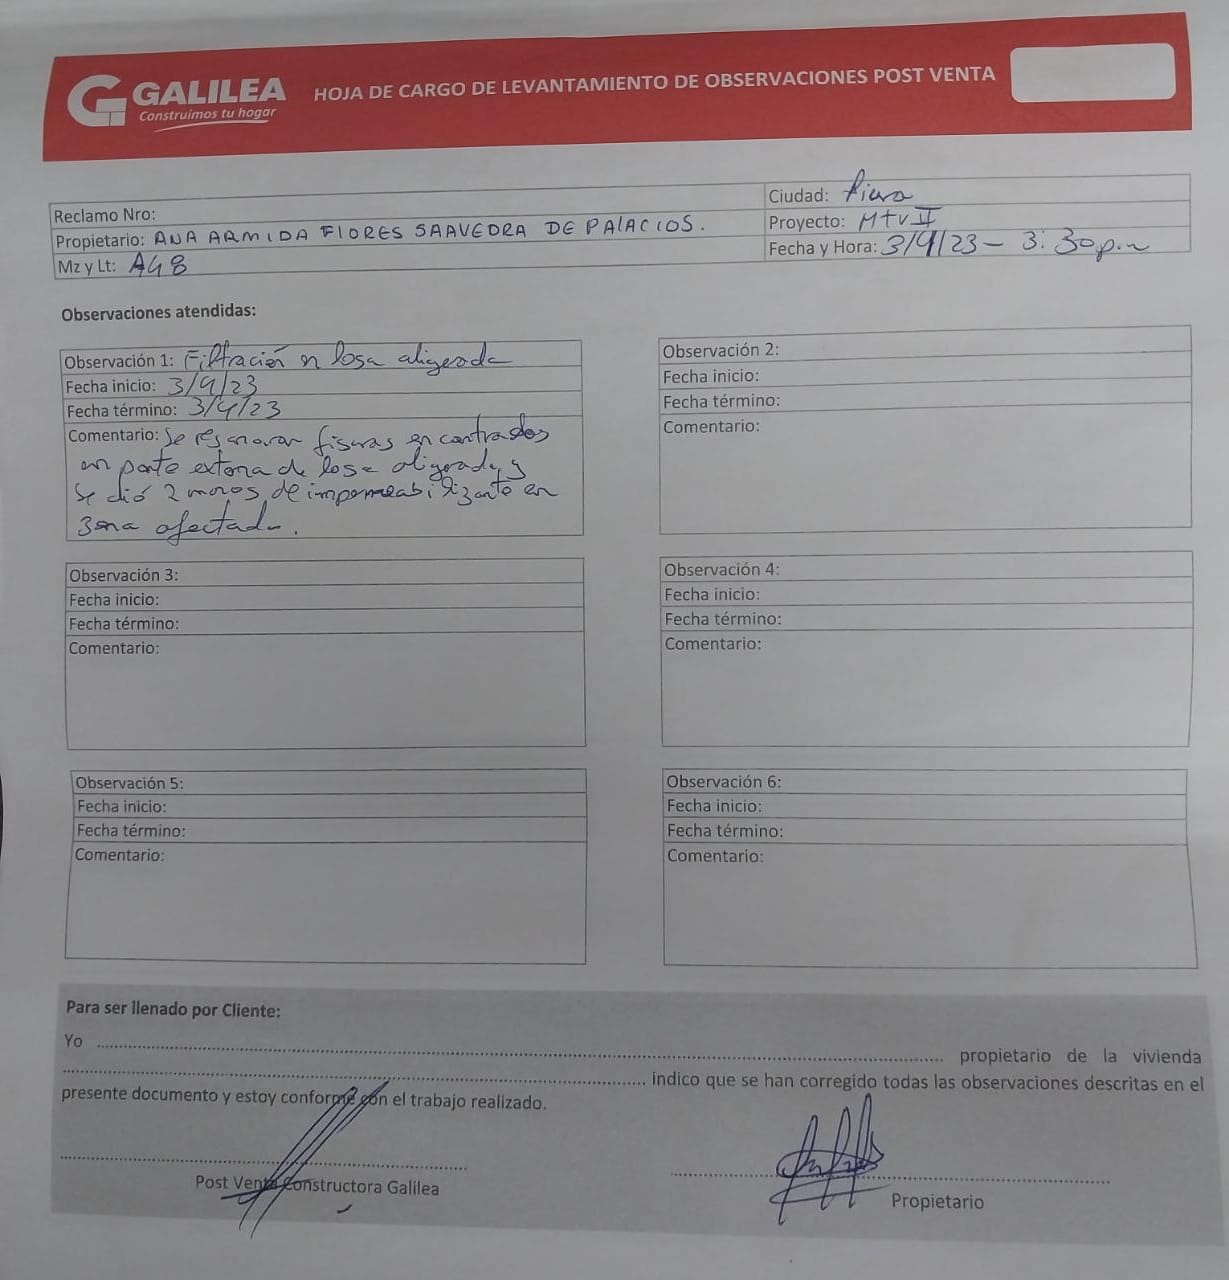 GALILEA
Construimos tu hogar
HOJA DE CARGO DE LEVANTAMIENTO DE OBSERVACIONES POST VENTA
Reclamo Nro:
Ciudad: Piura
Propietario: ANA ARMIDA FLORES SAAVEDRA DE PALACIOS.
Proyecto: Mtv II
Mz y Lt: A48
Fecha y Hora: 3/4/23 - 3:30 p.m
Observaciones atendidas:
Observación 1: Filtración en losa aligerada
Fecha inicio: 3/4/23
Fecha término: 3/4/23
Comentario: Se resanaron fisuras encontrados
en parte externa de losa aligerada, y
se dió 2 manos de impermeabilizante en
zona afectada.
Observación 2:
Fecha inicio:
Fecha término:
Comentario:
Observación 3:
Fecha inicio:
Fecha término:
Comentario:
Observación 4:
Fecha inicio:
Fecha término:
Comentario:
Observación 5:
Fecha inicio:
Fecha término:
Comentario:
Observación 6:
Fecha inicio:
Fecha término:
Comentario:
Para ser llenado por Cliente:
Yo ........ propietario de la vivienda
........ indico que se han corregido todas las observaciones descritas en el
presente documento y estoy conforme con el trabajo realizado.
Post Venta Constructora Galilea
Propietario